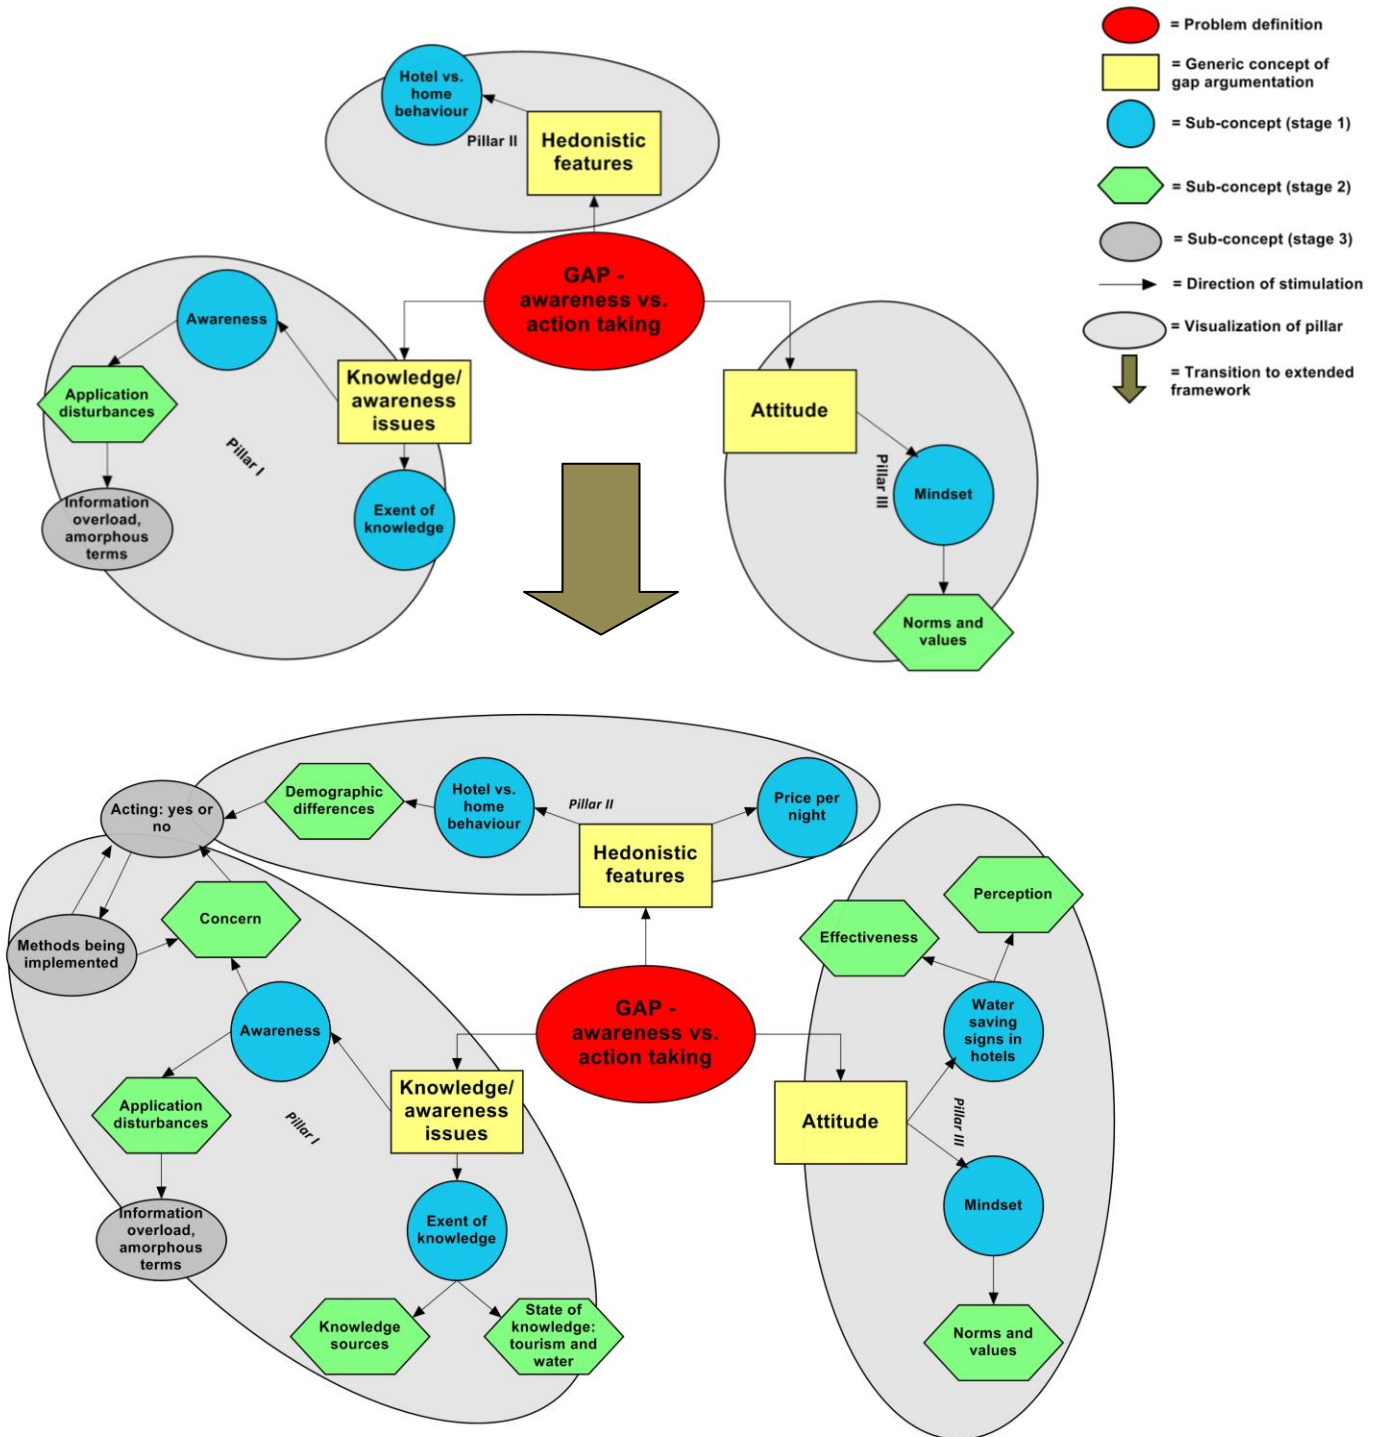 = Problem definition
= Generic concept of
gap argumentation
= Sub-concept (stage 1)
= Sub-concept (stage 2)
= Sub-concept (stage 3)
= Direction of stimulation
= Visualization of pillar
= Transition to extended
framework
Hotel vs.
home
behaviour
Pillar II
Hedonistic
features
GAP -
awareness vs.
action taking
Awareness
Application
disturbances
Information
overload,
amorphous
terms
Pillar I
Knowledge/
awareness
issues
Exent of
knowledge
Attitude
Pillar III
Mindset
Norms and
values
Acting: yes or
no
Demographic
differences
Hotel vs.
home
behaviour
Pillar II
Price per
night
Hedonistic
features
Methods being
implemented
Concern
Awareness
Application
disturbances
Information
overload,
amorphous
terms
Pillar I
Knowledge/
awareness
issues
Exent of
knowledge
Knowledge
sources
State of
knowledge:
tourism and
water
GAP -
awareness vs.
action taking
Attitude
Effectiveness
Perception
Water
saving
signs in
hotels
Pillar III
Mindset
Norms and
values